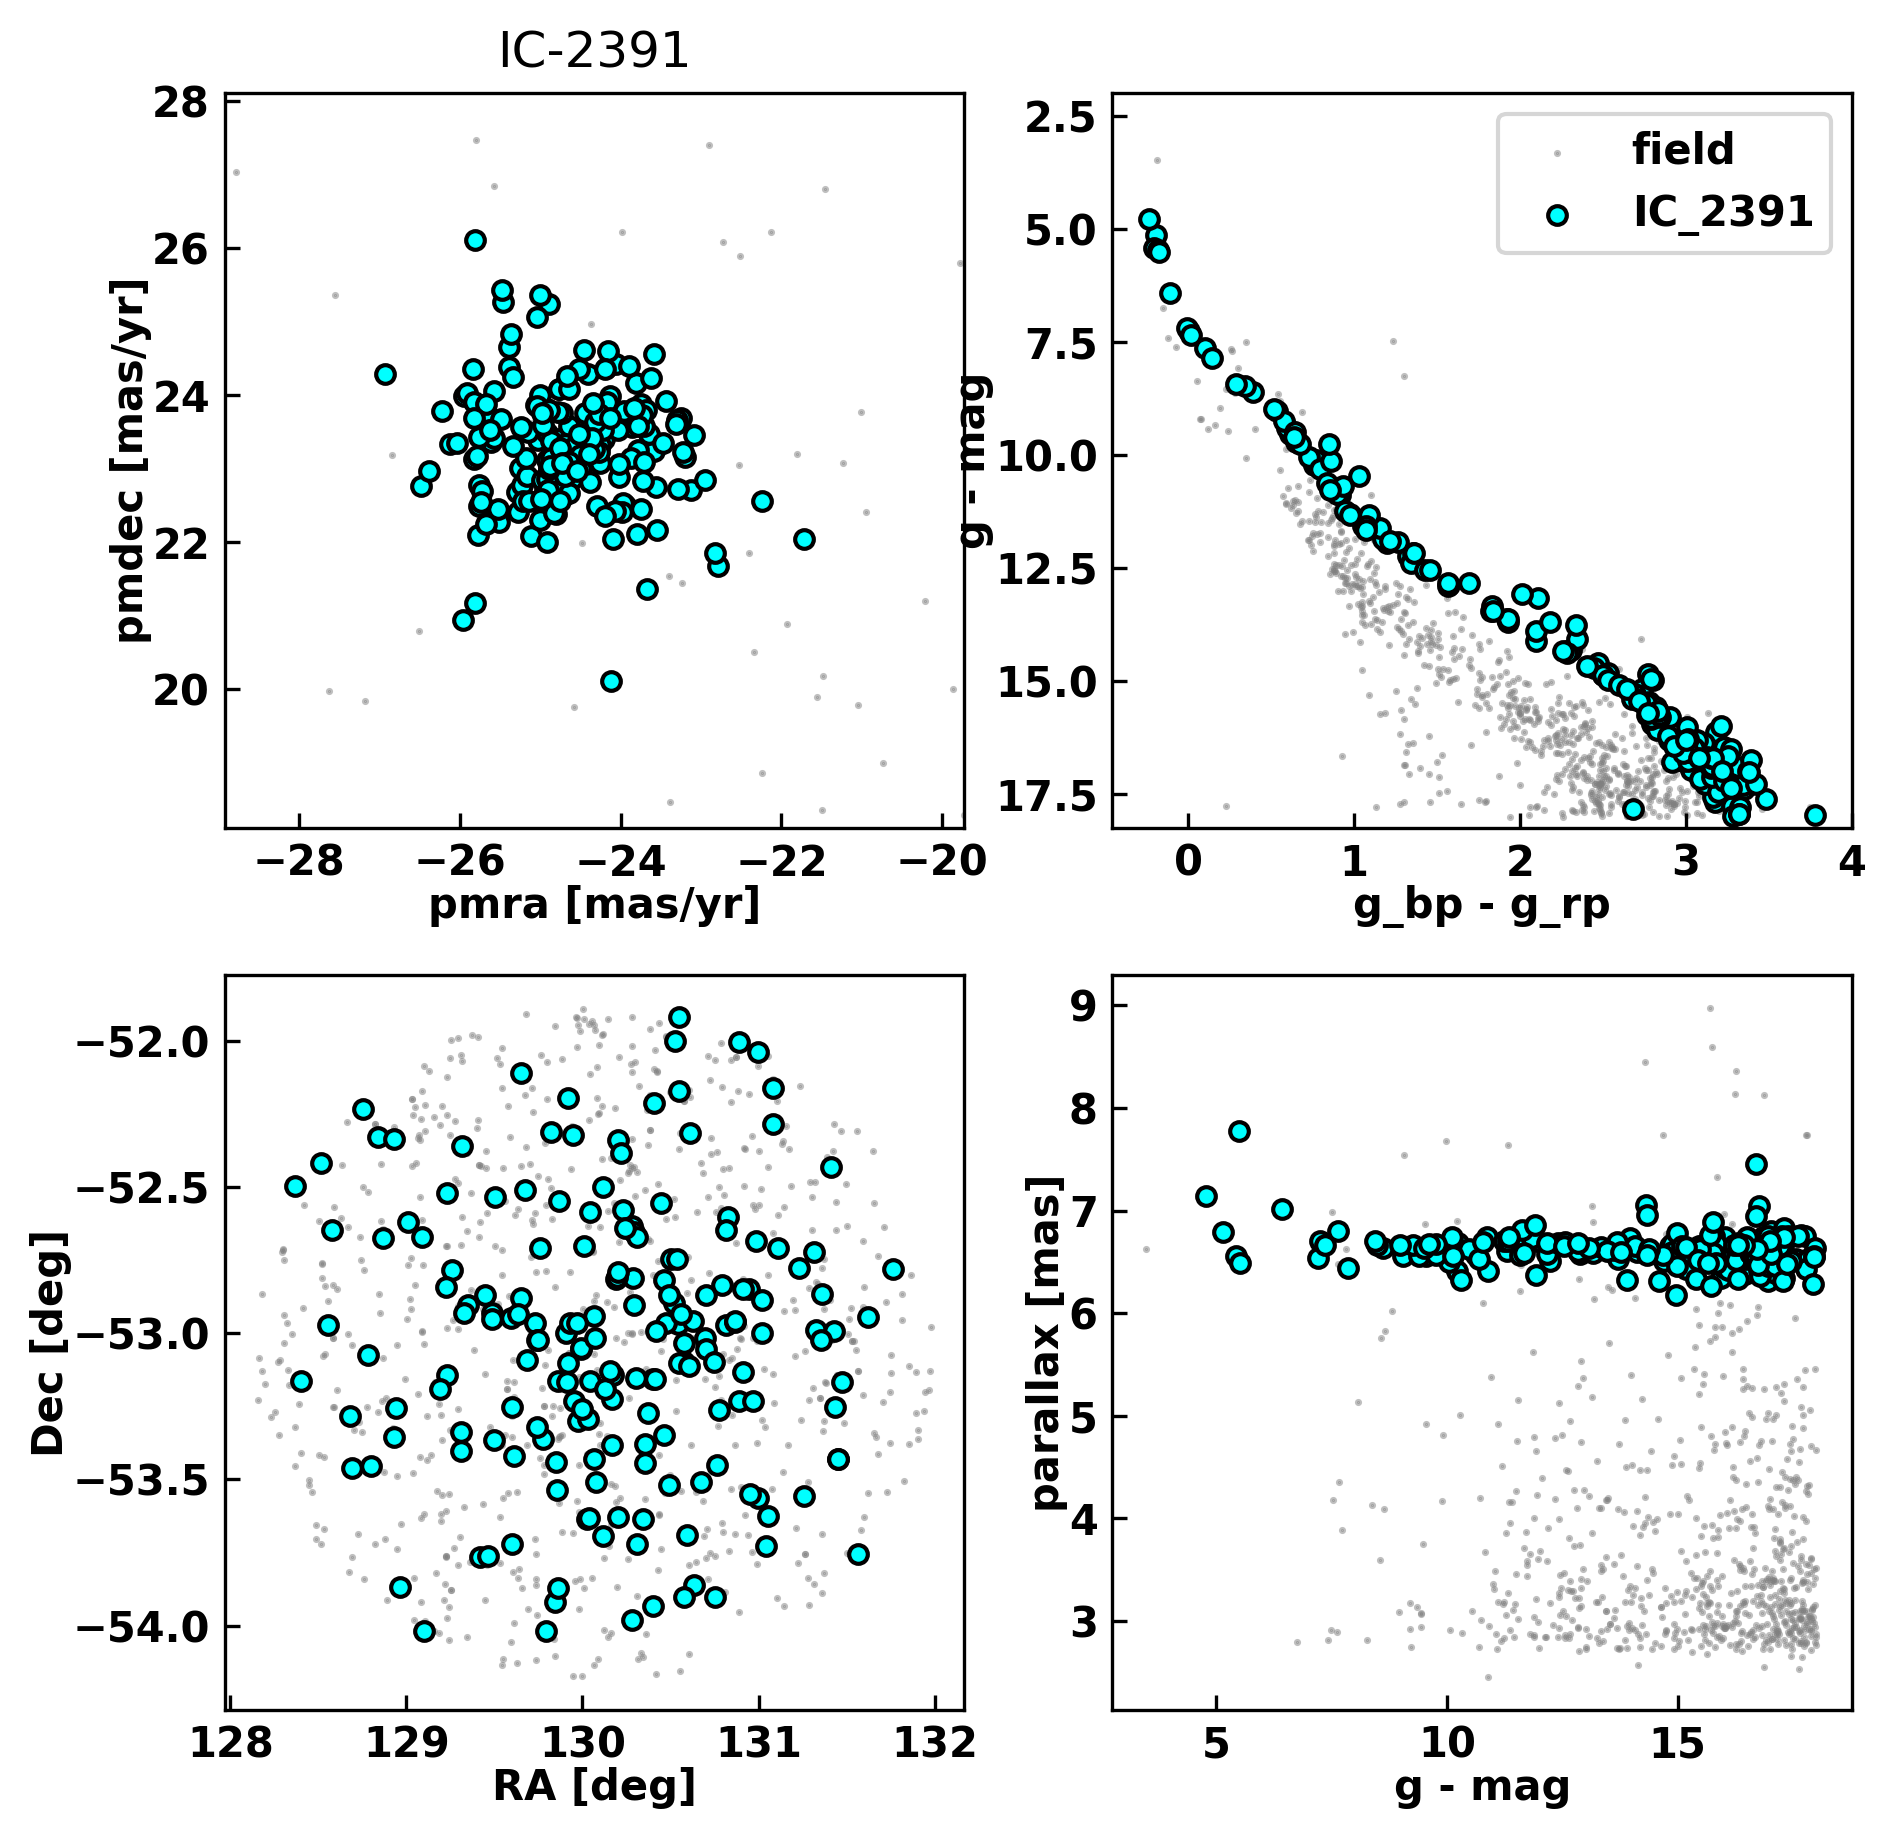 IC-2391
28
26
24
22
20
pmdec [mas/yr]
−28 −26 −24 −22 −20
pmra [mas/yr]
2.5
5.0
7.5
10.0
12.5
15.0
17.5
g - mag
field
IC_2391
0 1 2 3 4
g_bp - g_rp
−52.0
−52.5
−53.0
−53.5
−54.0
Dec [deg]
128 129 130 131 132
RA [deg]
9
8
7
6
5
4
3
parallax [mas]
5 10 15
g - mag